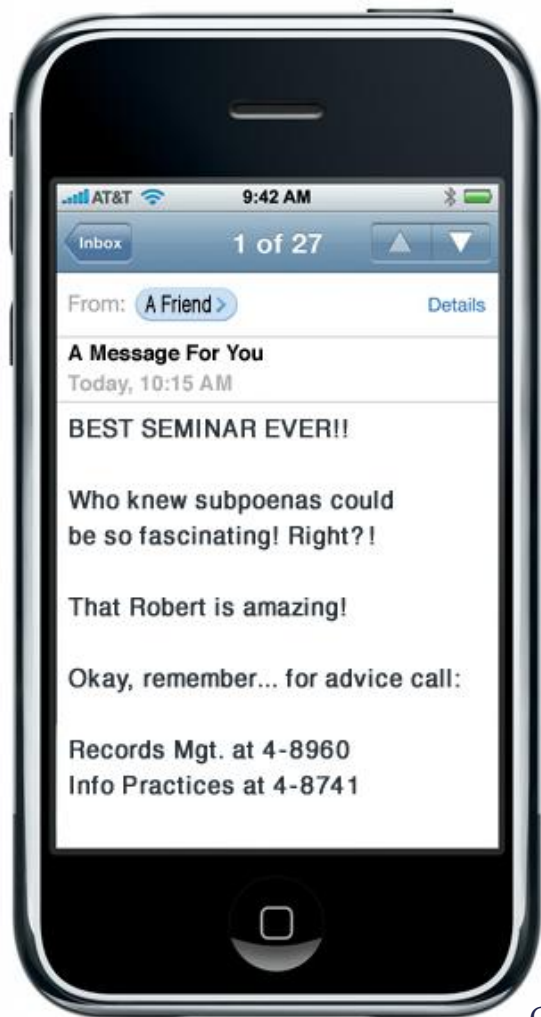 AT&T 9:42 AM
Inbox 1 of 27
From: A Friend > Details
A Message For You
Today, 10:15 AM
BEST SEMINAR EVER!!
Who knew subpoenas could
be so fascinating! Right?!
That Robert is amazing!
Okay, remember... for advice call:
Records Mgt. at 4-8960
Info Practices at 4-8741